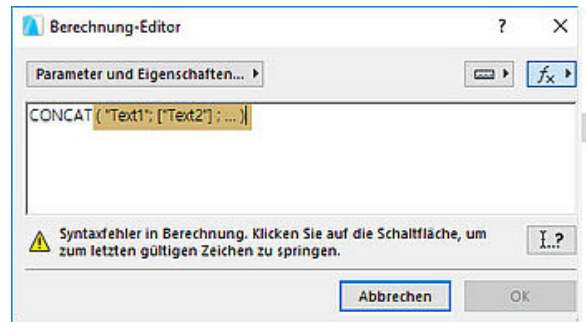 Berechnung-Editor ?
Parameter und Eigenschaften... fx
CONCAT ( "Text1"; ["Text2"] ; ... )
Syntaxfehler in Berechnung. Klicken Sie auf die Schaltfläche, um
zum letzten gültigen Zeichen zu springen.
I..?
Abbrechen OK